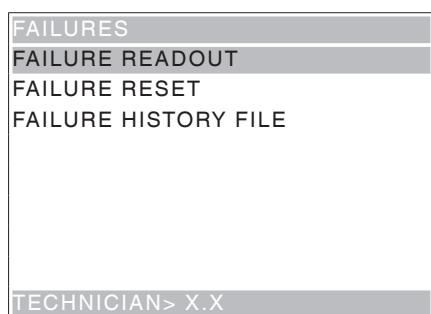 FAILURES
FAILURE READOUT
FAILURE RESET
FAILURE HISTORY FILE
TECHNICIAN> X.X